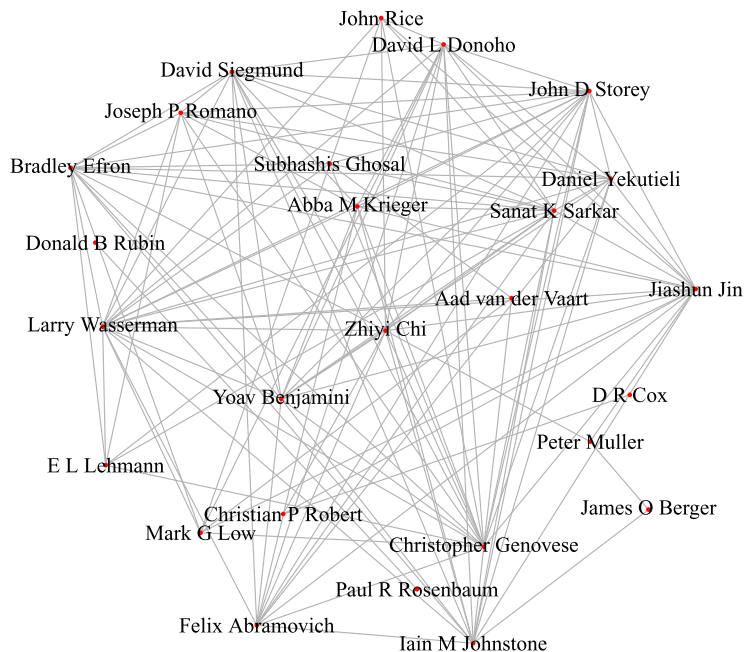 John Rice
David L Donoho
David Siegmund
John D Storey
Joseph P Romano
Bradley Efron
Subhashis Ghosal
Daniel Yekutieli
Abba M Krieger
Sanat K Sarkar
Donald B Rubin
Jiashun Jin
Aad van der Vaart
Larry Wasserman
Zhiyi Chi
Yoav Benjamini
D R Cox
Peter Muller
E L Lehmann
James O Berger
Christian P Robert
Mark G Low
Christopher Genovese
Paul R Rosenbaum
Felix Abramovich
Iain M Johnstone